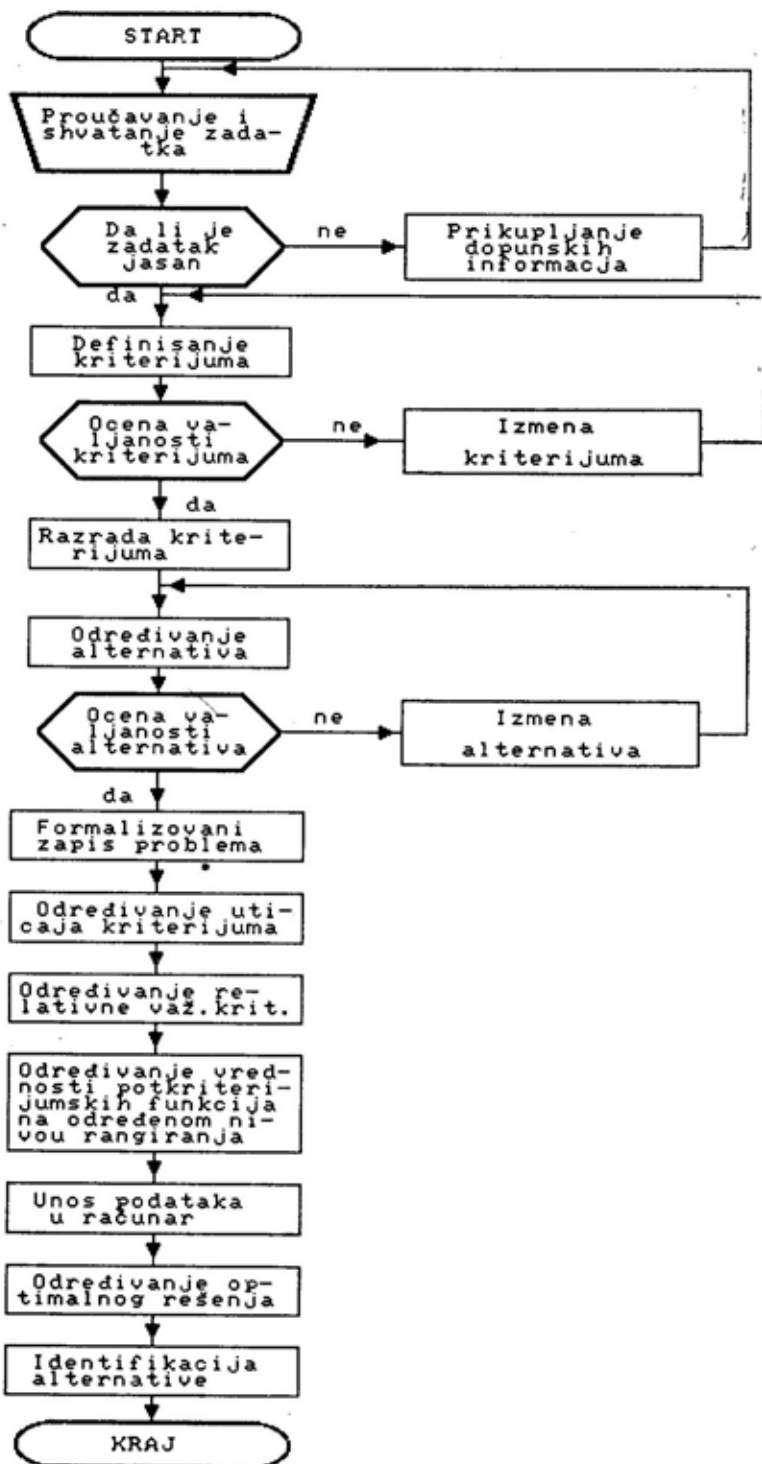 START
Proučavanje i
shvatanje zada-
tka
Da li je
zadatak
jasan
ne
Prikupljanje
dopunskih
informacja
da
Definisanje
kriterijuma
Ocena va-
ljanosti
kriterijuma
ne
Izmena
kriterijuma
da
Razrada krite-
rijuma
Određivanje
alternativa
Ocena va-
ljanosti
alternativa
ne
Izmena
alternativa
da
Formalizovani
zapis problema
Određivanje uti-
caja kriterijuma
Određivanje re-
lativne važ.krit.
Određivanje vred-
nosti potkriteri-
jumskih funkcija
na određenom ni-
vou rangiranja
Unos podataka
u računar
Određivanje op-
timalnog rešenja
Identifikacija
alternative
KRAJ